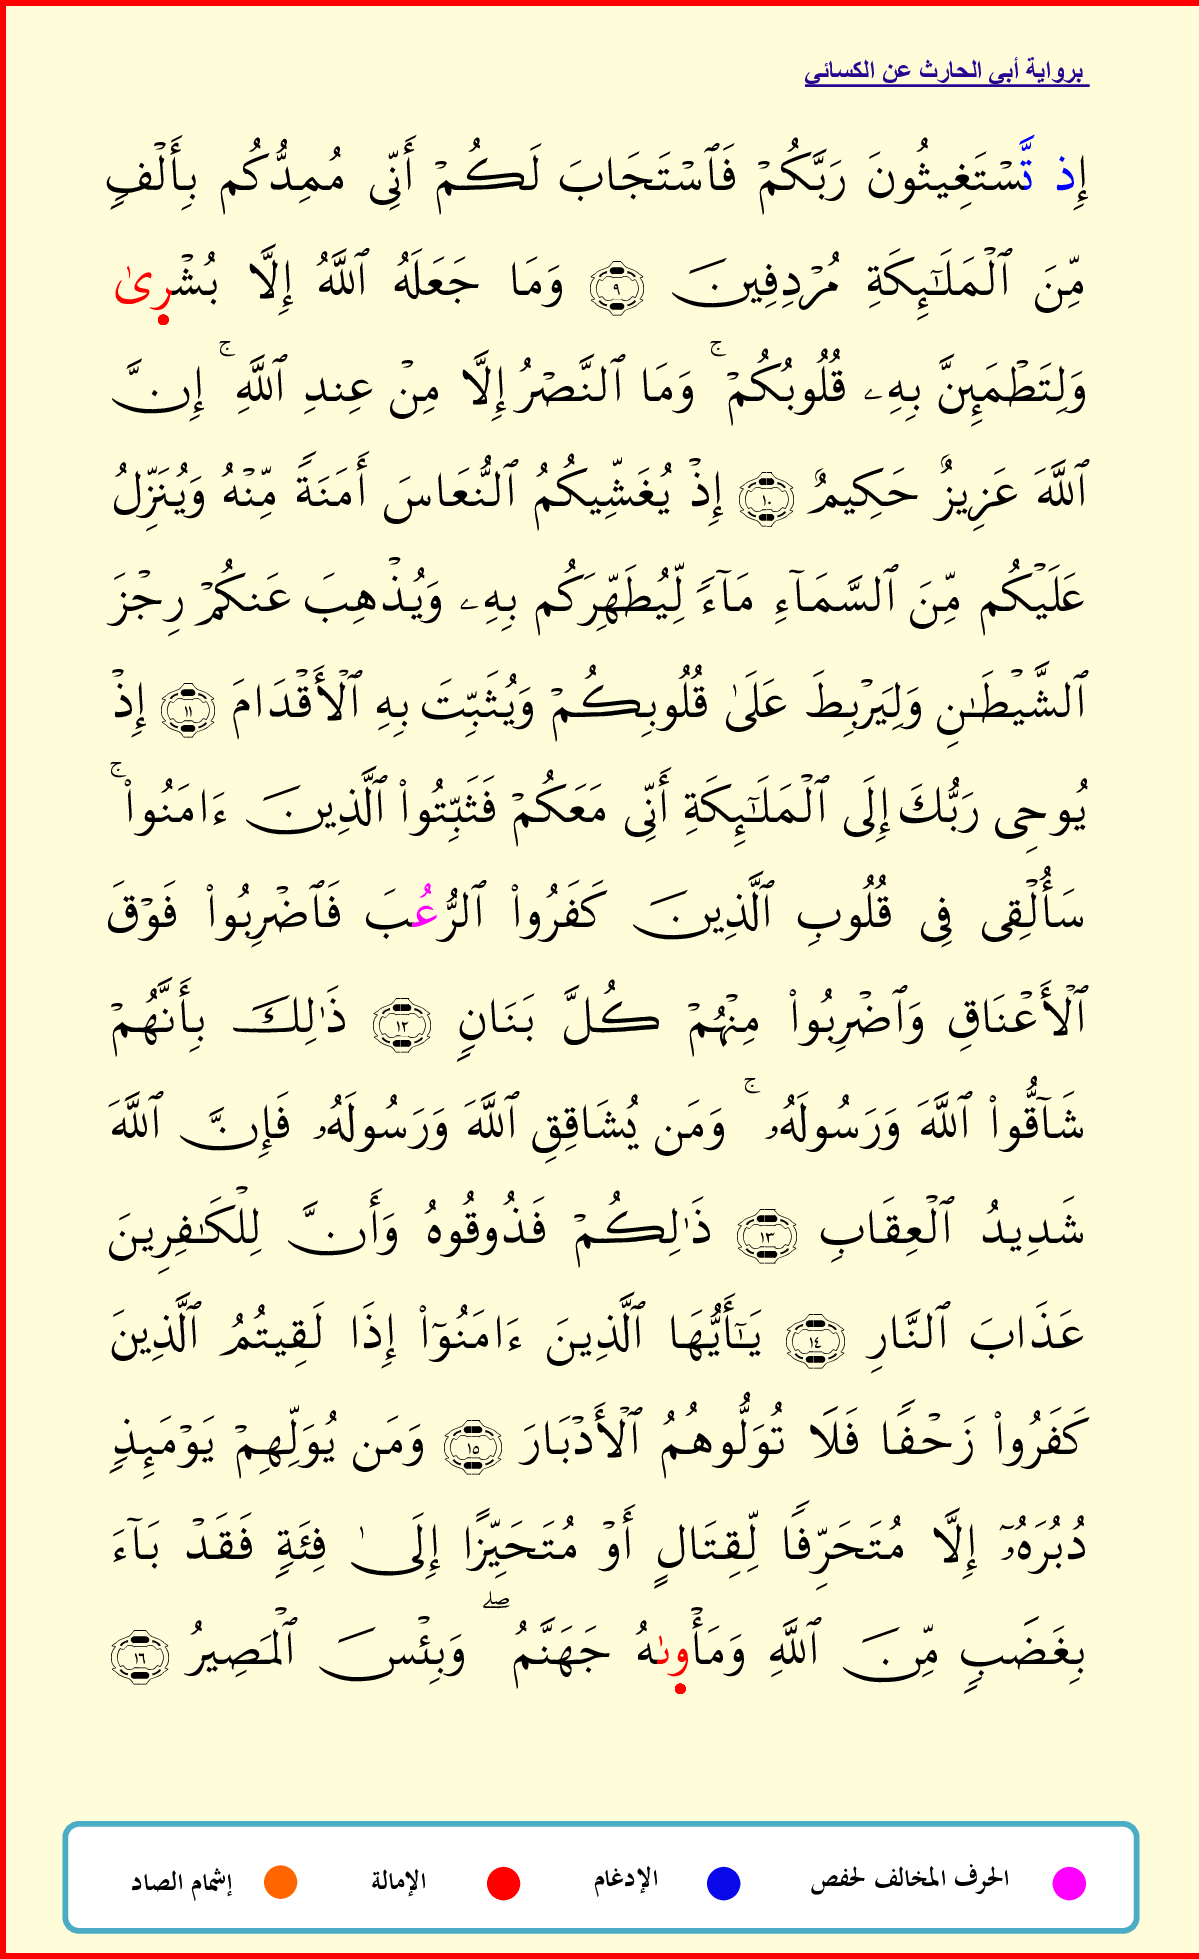 برواية أبي الحارث عن الكسائي
إِذ تَّسْتَغِيثُونَ رَبَّكُمْ فَٱسْتَجَابَ لَكُمْ أَنِّى مُمِدُّكُم بِأَلْفٍ
مِّنَ ٱلْمَلَـٰٓئِكَةِ مُرْدِفِينَ ٩ وَمَا جَعَلَهُ ٱللَّهُ إِلَّا بُشْرِىٰ
وَلِتَطْمَئِنَّ بِهِۦ قُلُوبُكُمْ ۚ وَمَا ٱلنَّصْرُ إِلَّا مِنْ عِندِ ٱللَّهِ ۚ إِنَّ
ٱللَّهَ عَزِيزٌ حَكِيمٌ ١٠ إِذْ يُغَشِّيكُمُ ٱلنُّعَاسَ أَمَنَةً مِّنْهُ وَيُنَزِّلُ
عَلَيْكُم مِّنَ ٱلسَّمَآءِ مَآءً لِّيُطَهِّرَكُم بِهِۦ وَيُذْهِبَ عَنكُمْ رِجْزَ
ٱلشَّيْطَـٰنِ وَلِيَرْبِطَ عَلَىٰ قُلُوبِكُمْ وَيُثَبِّتَ بِهِ ٱلْأَقْدَامَ ١١ إِذْ
يُوحِى رَبُّكَ إِلَى ٱلْمَلَـٰٓئِكَةِ أَنِّى مَعَكُمْ فَثَبِّتُوا۟ ٱلَّذِينَ ءَامَنُوا۟ ۚ
سَأُلْقِى فِى قُلُوبِ ٱلَّذِينَ كَفَرُوا۟ ٱلرُّعُبَ فَٱضْرِبُوا۟ فَوْقَ
ٱلْأَعْنَاقِ وَٱضْرِبُوا۟ مِنْهُمْ كُلَّ بَنَانٍ ١٢ ذَٰلِكَ بِأَنَّهُمْ
شَآقُّوا۟ ٱللَّهَ وَرَسُولَهُۥ ۚ وَمَن يُشَاقِقِ ٱللَّهَ وَرَسُولَهُۥ فَإِنَّ ٱللَّهَ
شَدِيدُ ٱلْعِقَابِ ١٣ ذَٰلِكُمْ فَذُوقُوهُ وَأَنَّ لِلْكَـٰفِرِينَ
عَذَابَ ٱلنَّارِ ١٤ يَـٰٓأَيُّهَا ٱلَّذِينَ ءَامَنُوٓا۟ إِذَا لَقِيتُمُ ٱلَّذِينَ
كَفَرُوا۟ زَحْفًا فَلَا تُوَلُّوهُمُ ٱلْأَدْبَارَ ١٥ وَمَن يُوَلِّهِمْ يَوْمَئِذٍ
دُبُرَهُۥٓ إِلَّا مُتَحَرِّفًا لِّقِتَالٍ أَوْ مُتَحَيِّزًا إِلَىٰ فِئَةٍ فَقَدْ بَآءَ
بِغَضَبٍ مِّنَ ٱللَّهِ وَمَأْوِىٰهُ جَهَنَّمُ ۖ وَبِئْسَ ٱلْمَصِيرُ ١٦
الحرف المخالف لحفص الإدغام الإمالة إشمام الصاد